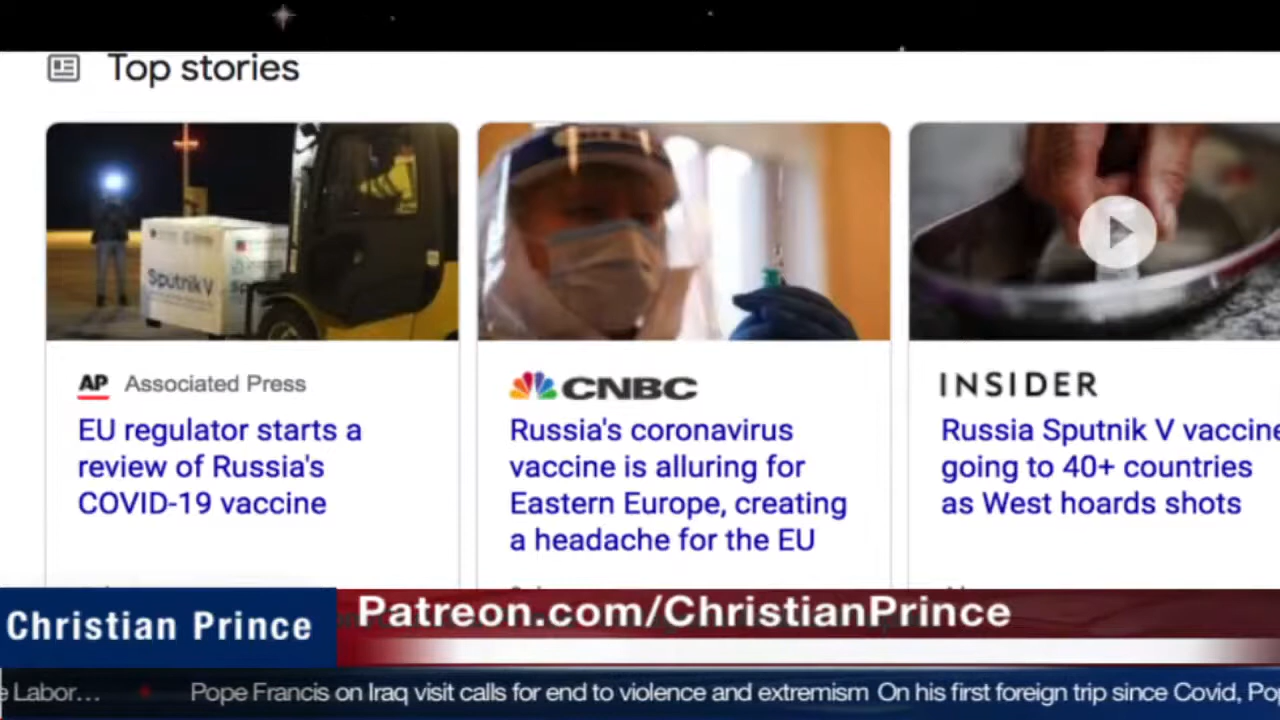 Top stories
Sputnik V
AP Associated Press
EU regulator starts a
review of Russia's
COVID-19 vaccine
CNBC
Russia's coronavirus
vaccine is alluring for
Eastern Europe, creating
a headache for the EU
INSIDER
Russia Sputnik V vaccine
going to 40+ countries
as West hoards shots
Christian Prince
Patreon.com/ChristianPrince
e Labor… • Pope Francis on Iraq visit calls for end to violence and extremism On his first foreign trip since Covid, Po